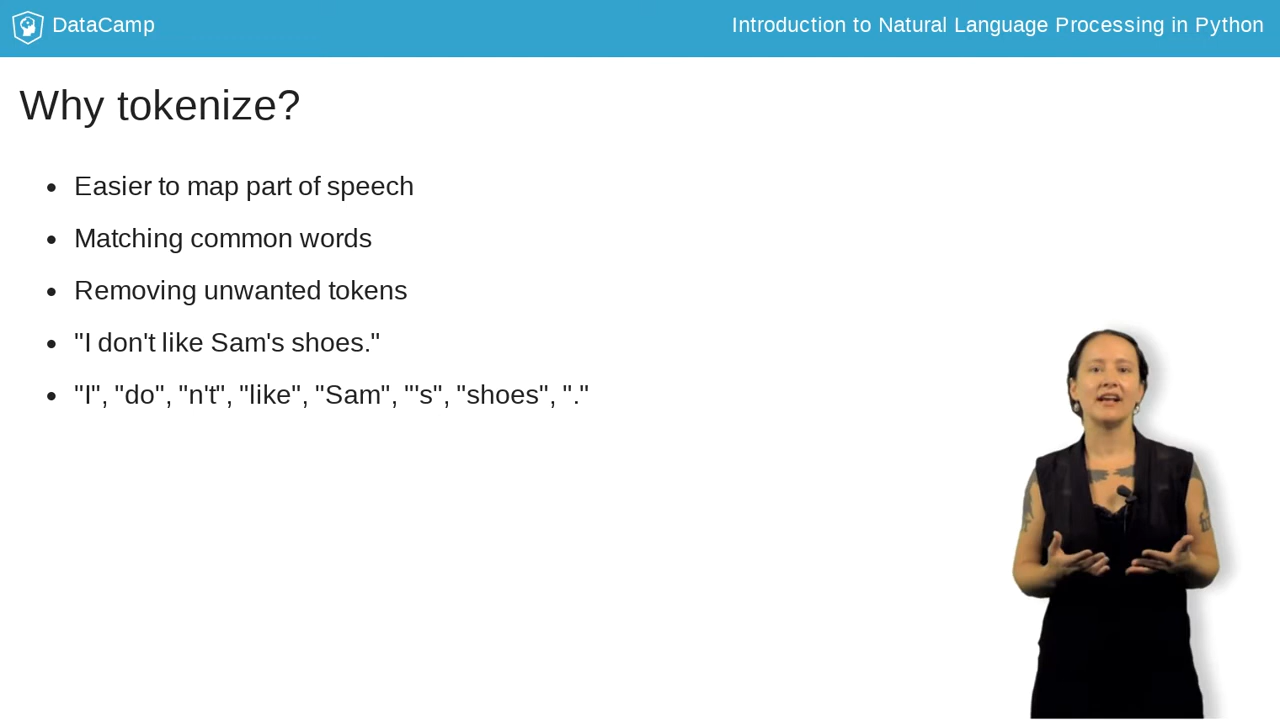 DataCamp
Introduction to Natural Language Processing in Python
Why tokenize?
• Easier to map part of speech
• Matching common words
• Removing unwanted tokens
• "I don't like Sam's shoes."
• "I", "do", "n't", "like", "Sam", "'s", "shoes", "."